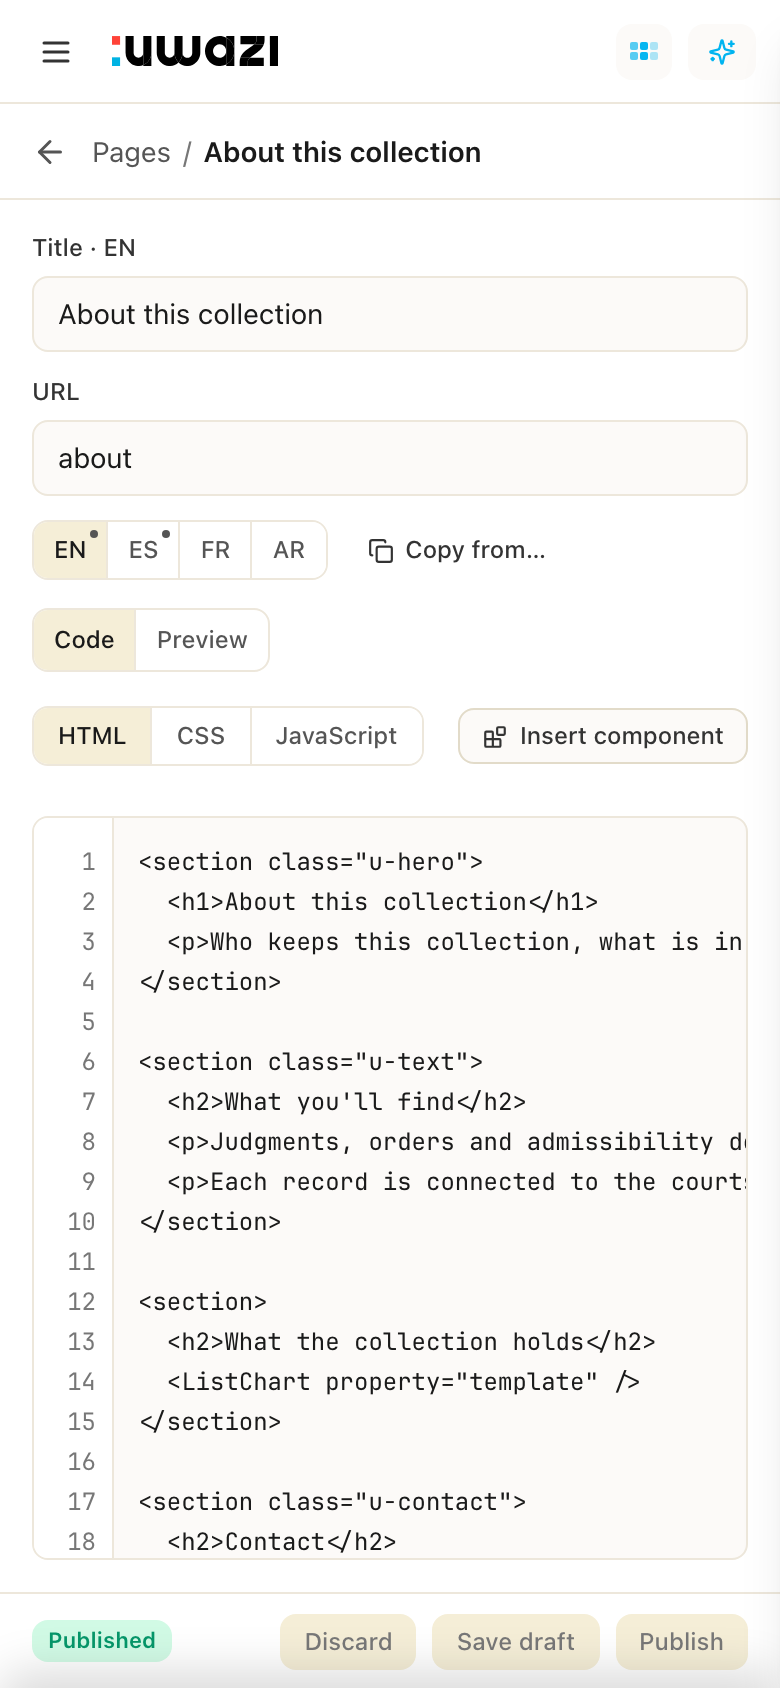 uwazi
Pages / About this collection
Title · EN
About this collection
URL
about
EN ES FR AR Copy from...
Code Preview
HTML CSS JavaScript Insert component
1 <section class="u-hero">
2 <h1>About this collection</h1>
3 <p>Who keeps this collection, what is in
4 </section>
5
6 <section class="u-text">
7 <h2>What you'll find</h2>
8 <p>Judgments, orders and admissibility
9 <p>Each record is connected to the courts
10 </section>
11
12 <section>
13 <h2>What the collection holds</h2>
14 <ListChart property="template" />
15 </section>
16
17 <section class="u-contact">
18 <h2>Contact</h2>
Published Discard Save draft Publish